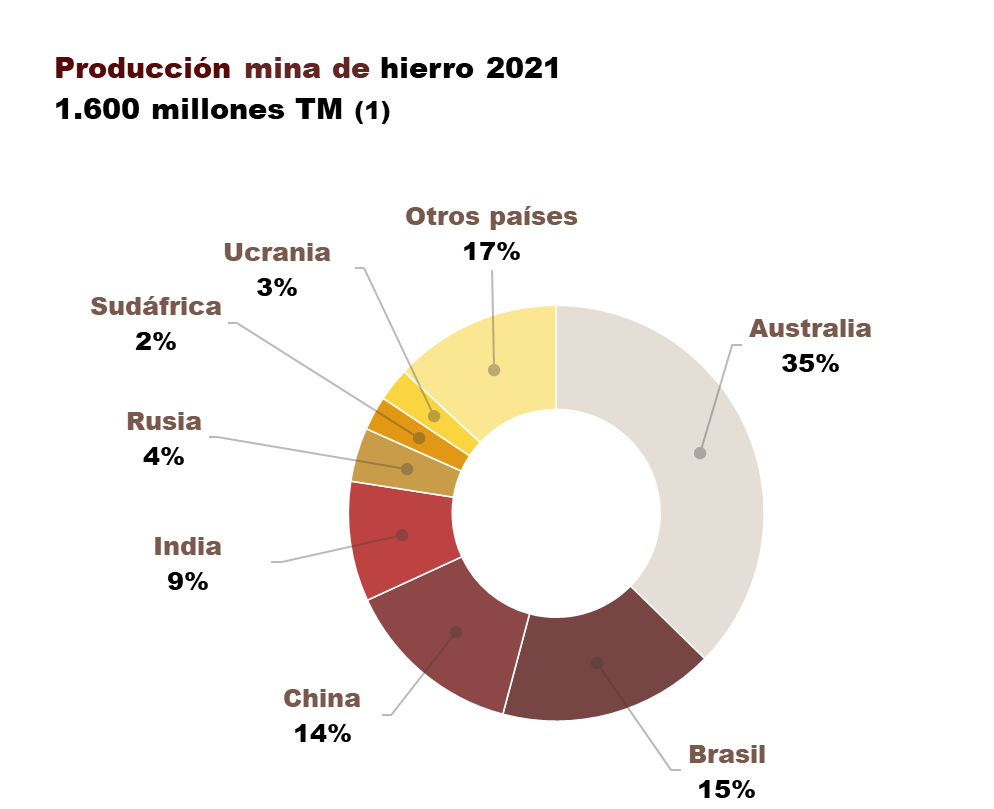 Producción mina de hierro 2021
1.600 millones TM (1)
Otros países
17%
Ucrania
3%
Sudáfrica
2%
Australia
35%
Rusia
4%
India
9%
China
14%
Brasil
15%